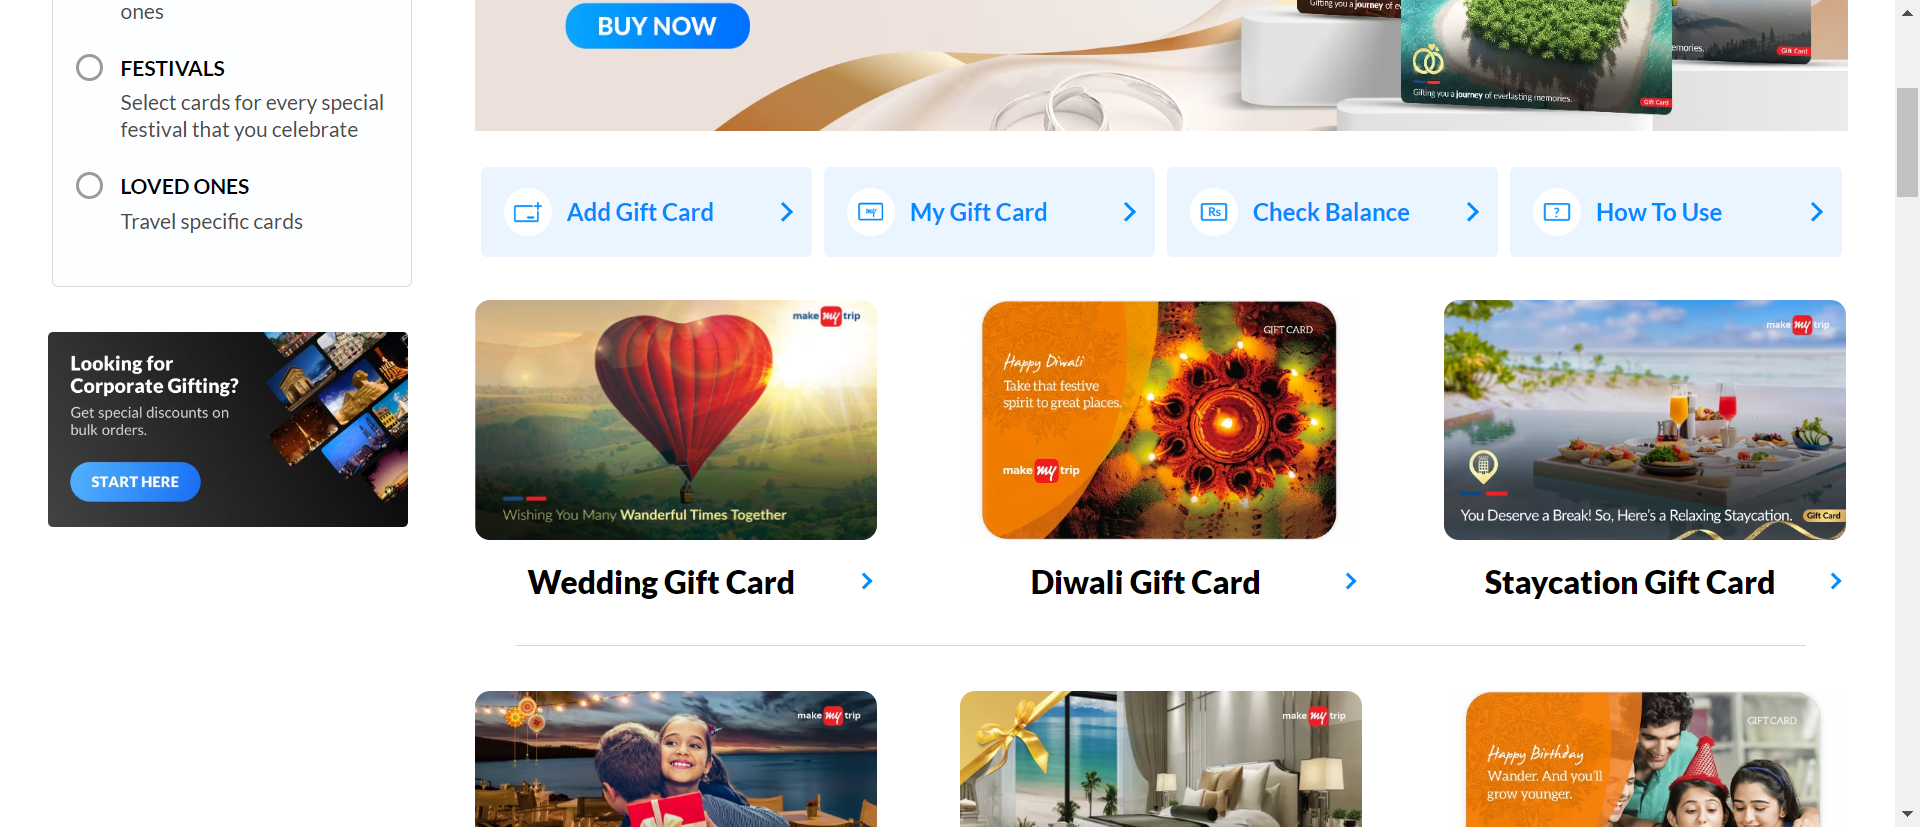 ones
FESTIVALS
Select cards for every special
festival that you celebrate
LOVED ONES
Travel specific cards
Looking for
Corporate Gifting?
Get special discounts on
bulk orders.
START HERE
BUY NOW
Gifting you a journey of
emories.
Gift Card
Gifting you a journey of everlasting memories.
Gift Card
Add Gift Card
my
My Gift Card
Rs
Check Balance
?
How To Use
make my trip
Wishing You Many Wanderful Times Together
Wedding Gift Card
GIFT CARD
Happy Diwali
Take that festive
spirit to great places.
make my trip
Diwali Gift Card
make my trip
You Deserve a Break! So, Here's a Relaxing Staycation.
Gift Card
Staycation Gift Card
make my trip
make my trip
GIFT CARD
Happy Birthday
Wander. And you'll
grow younger.